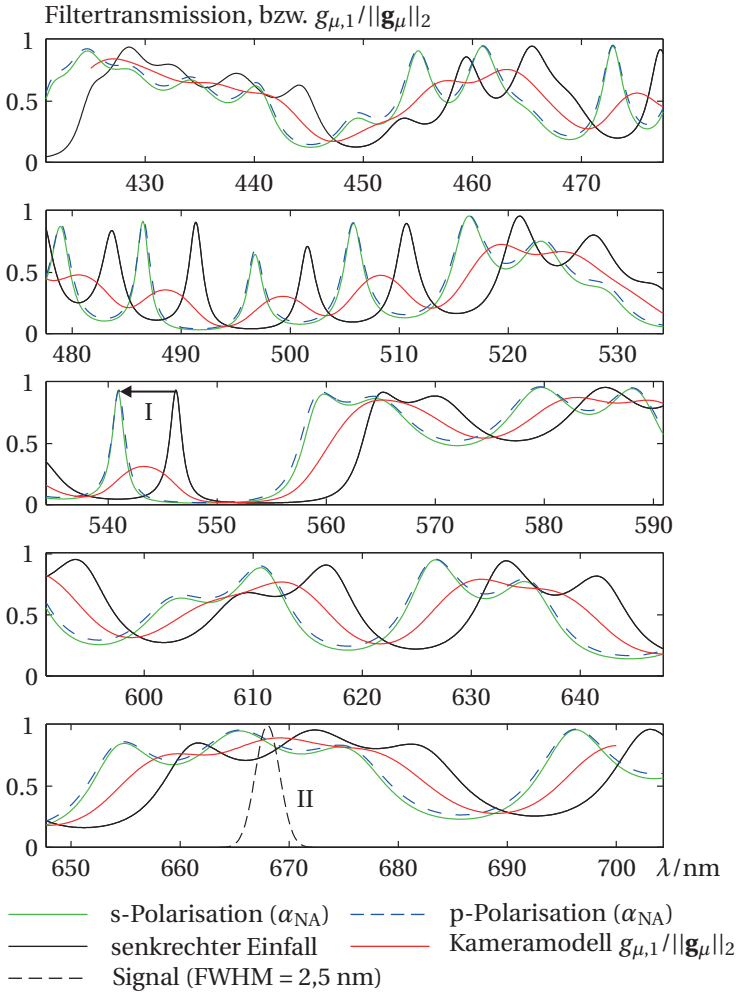 Filtertransmission, bzw. g_{μ,1}/||𝐠_μ||_2
1
0.5
0
430 440 450 460 470
1
0.5
0
480 490 500 510 520 530
1
0.5
0
I
540 550 560 570 580 590
1
0.5
0
600 610 620 630 640
1
0.5
0
II
650 660 670 680 690 700 λ/nm
s-Polarisation (α_NA) p-Polarisation (α_NA)
senkrechter Einfall Kameramodell g_{μ,1}/||𝐠_μ||_2
Signal (FWHM = 2,5 nm)